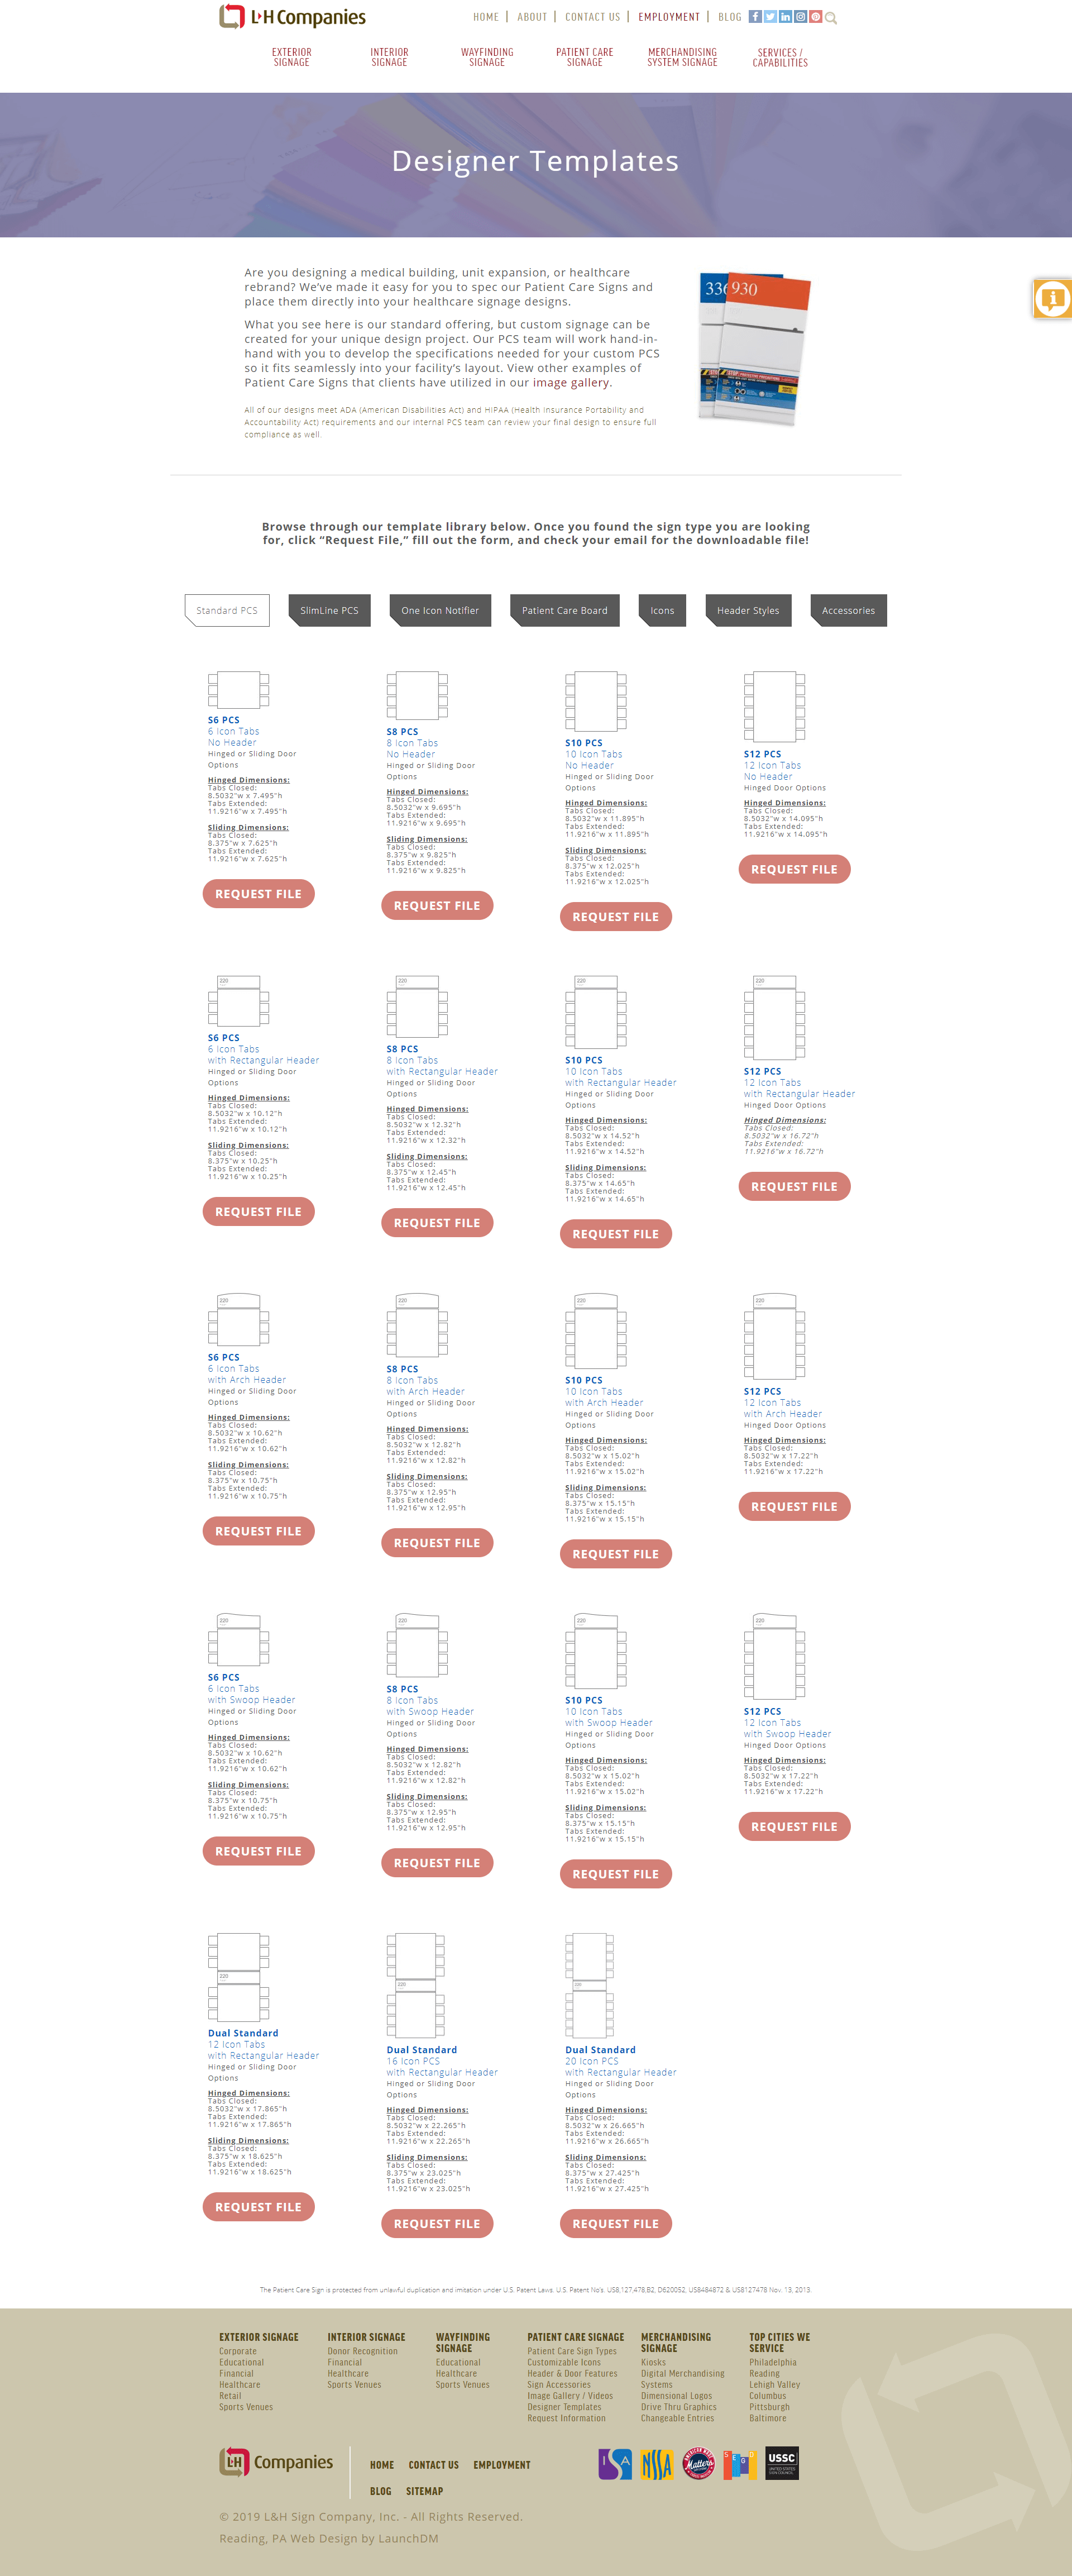 L+H Companies
HOME | ABOUT | CONTACT US | EMPLOYMENT | BLOG
EXTERIOR
SIGNAGE
INTERIOR
SIGNAGE
WAYFINDING
SIGNAGE
PATIENT CARE
SIGNAGE
MERCHANDISING
SYSTEM SIGNAGE
SERVICES /
CAPABILITIES
Designer Templates
Are you designing a medical building, unit expansion, or healthcare
rebrand? We’ve made it easy for you to spec our Patient Care Signs and
place them directly into your healthcare signage designs.
What you see here is our standard offering, but custom signage can be
created for your unique design project. Our PCS team will work hand-in-
hand with you to develop the specifications needed for your custom PCS
so it fits seamlessly into your facility’s layout. View other examples of
Patient Care Signs that clients have utilized in our image gallery.
All of our designs meet ADA (American Disabilities Act) and HIPAA (Health Insurance Portability and
Accountability Act) requirements and our internal PCS team can review your final design to ensure full
compliance as well.
336
930
Browse through our template library below. Once you found the sign type you are looking
for, click “Request File,” fill out the form, and check your email for the downloadable file!
Standard PCS
SlimLine PCS
One Icon Notifier
Patient Care Board
Icons
Header Styles
Accessories
S6 PCS
6 Icon Tabs
No Header
Hinged or Sliding Door
Options
Hinged Dimensions:
Tabs Closed:
8.5032"w x 7.495"h
Tabs Extended:
11.9216"w x 7.495"h
Sliding Dimensions:
Tabs Closed:
8.375"w x 7.625"h
Tabs Extended:
11.9216"w x 7.625"h
REQUEST FILE
S8 PCS
8 Icon Tabs
No Header
Hinged or Sliding Door
Options
Hinged Dimensions:
Tabs Closed:
8.5032"w x 9.695"h
Tabs Extended:
11.9216"w x 9.695"h
Sliding Dimensions:
Tabs Closed:
8.375"w x 9.825"h
Tabs Extended:
11.9216"w x 9.825"h
REQUEST FILE
S10 PCS
10 Icon Tabs
No Header
Hinged or Sliding Door
Options
Hinged Dimensions:
Tabs Closed:
8.5032"w x 11.895"h
Tabs Extended:
11.9216"w x 11.895"h
Sliding Dimensions:
Tabs Closed:
8.375"w x 12.025"h
Tabs Extended:
11.9216"w x 12.025"h
REQUEST FILE
S12 PCS
12 Icon Tabs
No Header
Hinged Door Options
Hinged Dimensions:
Tabs Closed:
8.5032"w x 14.095"h
Tabs Extended:
11.9216"w x 14.095"h
REQUEST FILE
220
S6 PCS
6 Icon Tabs
with Rectangular Header
Hinged or Sliding Door
Options
Hinged Dimensions:
Tabs Closed:
8.5032"w x 10.12"h
Tabs Extended:
11.9216"w x 10.12"h
Sliding Dimensions:
Tabs Closed:
8.375"w x 10.25"h
Tabs Extended:
11.9216"w x 10.25"h
REQUEST FILE
220
S8 PCS
8 Icon Tabs
with Rectangular Header
Hinged or Sliding Door
Options
Hinged Dimensions:
Tabs Closed:
8.5032"w x 12.32"h
Tabs Extended:
11.9216"w x 12.32"h
Sliding Dimensions:
Tabs Closed:
8.375"w x 12.45"h
Tabs Extended:
11.9216"w x 12.45"h
REQUEST FILE
220
S10 PCS
10 Icon Tabs
with Rectangular Header
Hinged or Sliding Door
Options
Hinged Dimensions:
Tabs Closed:
8.5032"w x 14.52"h
Tabs Extended:
11.9216"w x 14.52"h
Sliding Dimensions:
Tabs Closed:
8.375"w x 14.65"h
Tabs Extended:
11.9216"w x 14.65"h
REQUEST FILE
220
S12 PCS
12 Icon Tabs
with Rectangular Header
Hinged Door Options
Hinged Dimensions:
Tabs Closed:
8.5032"w x 16.72"h
Tabs Extended:
11.9216"w x 16.72"h
REQUEST FILE
220
S6 PCS
6 Icon Tabs
with Arch Header
Hinged or Sliding Door
Options
Hinged Dimensions:
Tabs Closed:
8.5032"w x 10.62"h
Tabs Extended:
11.9216"w x 10.62"h
Sliding Dimensions:
Tabs Closed:
8.375"w x 10.75"h
Tabs Extended:
11.9216"w x 10.75"h
REQUEST FILE
220
S8 PCS
8 Icon Tabs
with Arch Header
Hinged or Sliding Door
Options
Hinged Dimensions:
Tabs Closed:
8.5032"w x 12.82"h
Tabs Extended:
11.9216"w x 12.82"h
Sliding Dimensions:
Tabs Closed:
8.375"w x 12.95"h
Tabs Extended:
11.9216"w x 12.95"h
REQUEST FILE
220
S10 PCS
10 Icon Tabs
with Arch Header
Hinged or Sliding Door
Options
Hinged Dimensions:
Tabs Closed:
8.5032"w x 15.02"h
Tabs Extended:
11.9216"w x 15.02"h
Sliding Dimensions:
Tabs Closed:
8.375"w x 15.15"h
Tabs Extended:
11.9216"w x 15.15"h
REQUEST FILE
220
S12 PCS
12 Icon Tabs
with Arch Header
Hinged Door Options
Hinged Dimensions:
Tabs Closed:
8.5032"w x 17.22"h
Tabs Extended:
11.9216"w x 17.22"h
REQUEST FILE
220
S6 PCS
6 Icon Tabs
with Swoop Header
Hinged or Sliding Door
Options
Hinged Dimensions:
Tabs Closed:
8.5032"w x 10.62"h
Tabs Extended:
11.9216"w x 10.62"h
Sliding Dimensions:
Tabs Closed:
8.375"w x 10.75"h
Tabs Extended:
11.9216"w x 10.75"h
REQUEST FILE
220
S8 PCS
8 Icon Tabs
with Swoop Header
Hinged or Sliding Door
Options
Hinged Dimensions:
Tabs Closed:
8.5032"w x 12.82"h
Tabs Extended:
11.9216"w x 12.82"h
Sliding Dimensions:
Tabs Closed:
8.375"w x 12.95"h
Tabs Extended:
11.9216"w x 12.95"h
REQUEST FILE
220
S10 PCS
10 Icon Tabs
with Swoop Header
Hinged or Sliding Door
Options
Hinged Dimensions:
Tabs Closed:
8.5032"w x 15.02"h
Tabs Extended:
11.9216"w x 15.02"h
Sliding Dimensions:
Tabs Closed:
8.375"w x 15.15"h
Tabs Extended:
11.9216"w x 15.15"h
REQUEST FILE
220
S12 PCS
12 Icon Tabs
with Swoop Header
Hinged Door Options
Hinged Dimensions:
Tabs Closed:
8.5032"w x 17.22"h
Tabs Extended:
11.9216"w x 17.22"h
REQUEST FILE
220
Dual Standard
12 Icon Tabs
with Rectangular Header
Hinged or Sliding Door
Options
Hinged Dimensions:
Tabs Closed:
8.5032"w x 17.865"h
Tabs Extended:
11.9216"w x 17.865"h
Sliding Dimensions:
Tabs Closed:
8.375"w x 18.625"h
Tabs Extended:
11.9216"w x 18.625"h
REQUEST FILE
220
Dual Standard
16 Icon PCS
with Rectangular Header
Hinged or Sliding Door
Options
Hinged Dimensions:
Tabs Closed:
8.5032"w x 22.265"h
Tabs Extended:
11.9216"w x 22.265"h
Sliding Dimensions:
Tabs Closed:
8.375"w x 23.025"h
Tabs Extended:
11.9216"w x 23.025"h
REQUEST FILE
220
Dual Standard
20 Icon PCS
with Rectangular Header
Hinged or Sliding Door
Options
Hinged Dimensions:
Tabs Closed:
8.5032"w x 26.665"h
Tabs Extended:
11.9216"w x 26.665"h
Sliding Dimensions:
Tabs Closed:
8.375"w x 27.425"h
Tabs Extended:
11.9216"w x 27.425"h
REQUEST FILE
The Patient Care Sign is protected from unlawful duplication and imitation under U.S. Patent Laws. U.S. Patent No's. US8,127,478,B2, D620052, US8484872 & US8127478 Nov. 13, 2013
EXTERIOR SIGNAGE
Corporate
Educational
Financial
Healthcare
Retail
Sports Venues
INTERIOR SIGNAGE
Donor Recognition
Financial
Healthcare
Sports Venues
WAYFINDING
SIGNAGE
Educational
Healthcare
Sports Venues
PATIENT CARE SIGNAGE
Patient Care Sign Types
Customizable Icons
Header & Door Features
Sign Accessories
Image Gallery / Videos
Designer Templates
Request Information
MERCHANDISING
SIGNAGE
Kiosks
Digital Merchandising
Systems
Dimensional Logos
Drive Thru Graphics
Changeable Entries
TOP CITIES WE
SERVICE
Philadelphia
Reading
Lehigh Valley
Columbus
Pittsburgh
Baltimore
L+H Companies
HOME CONTACT US EMPLOYMENT
BLOG SITEMAP
ISA
NSSA
AMERICAN MADE
Matters
SEGD
USSC
UNITED STATES
SIGN COUNCIL
© 2019 L&H Sign Company, Inc. - All Rights Reserved.
Reading, PA Web Design by LaunchDM